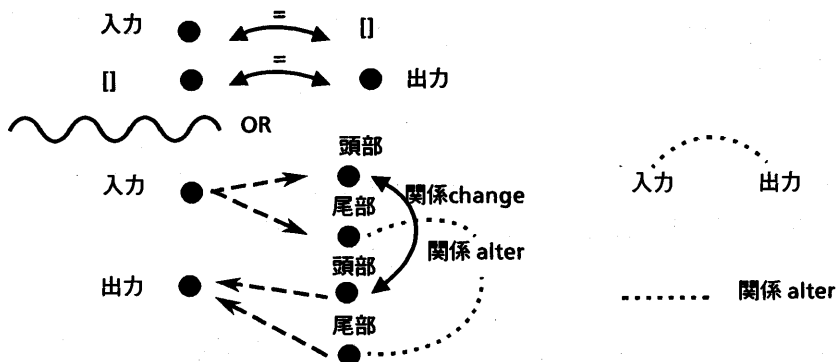 入力 = []
[] = 出力
OR
頭部
入力 関係change 入力 出力
尾部
関係 alter
頭部
出力 関係 alter
尾部